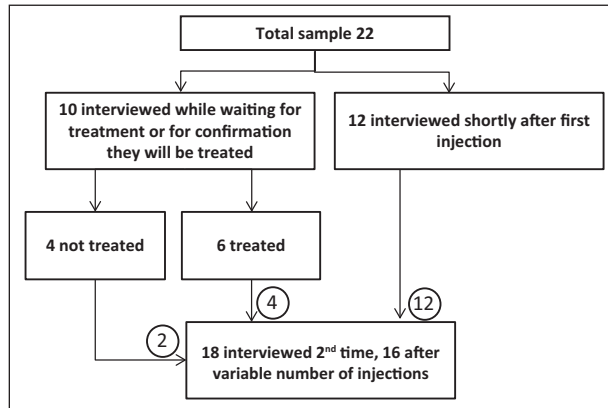 Total sample 22
10 interviewed while waiting for
treatment or for confirmation
they will be treated
12 interviewed shortly after first
injection
4 not treated
6 treated
2
4
12
18 interviewed 2nd time, 16 after
variable number of injections